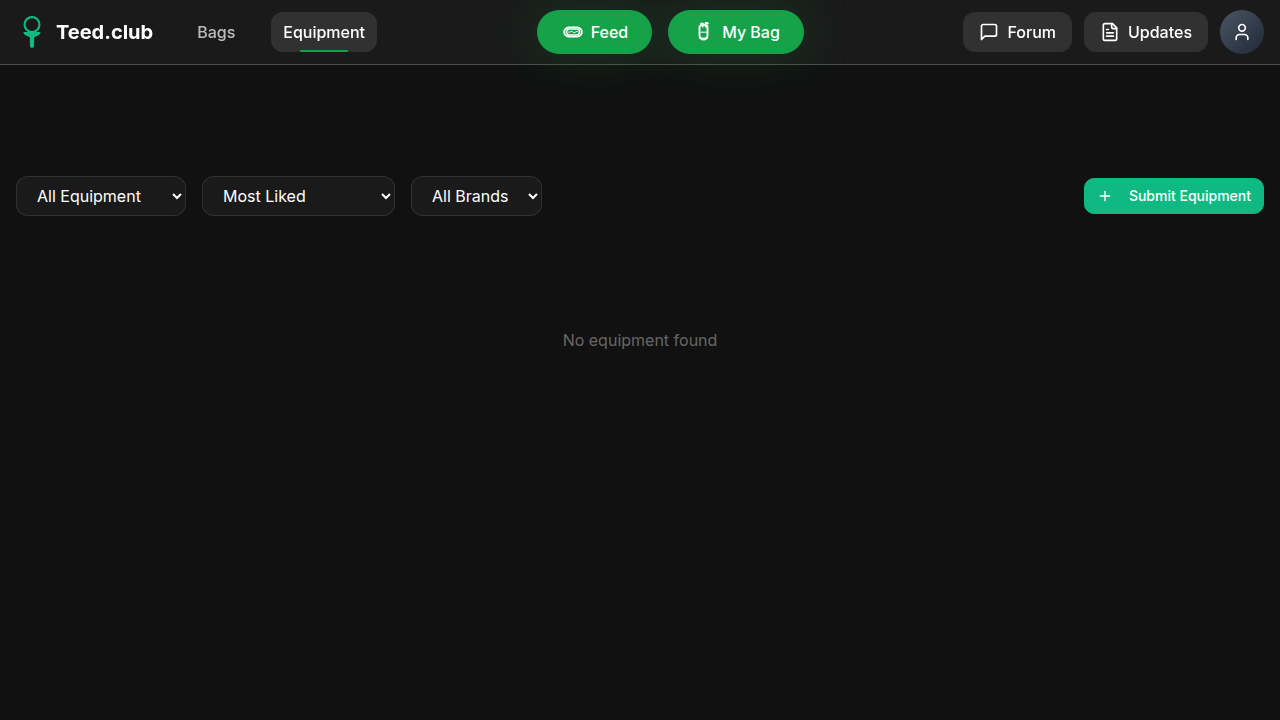 Teed.club
Bags
Equipment
Feed
My Bag
Forum
Updates
All Equipment
Most Liked
All Brands
Submit Equipment
No equipment found